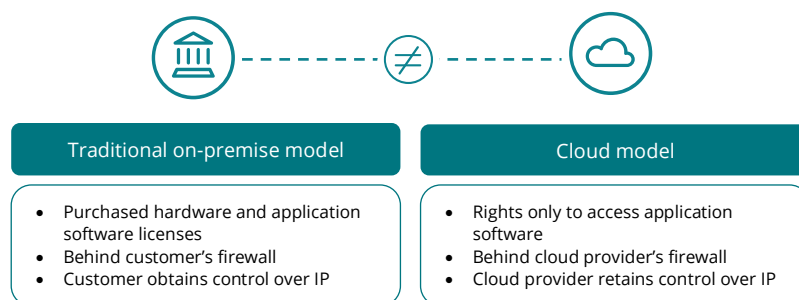 ≠
Traditional on-premise model
Cloud model
• Purchased hardware and application
software licenses
• Behind customer's firewall
• Customer obtains control over IP
• Rights only to access application
software
• Behind cloud provider's firewall
• Cloud provider retains control over IP